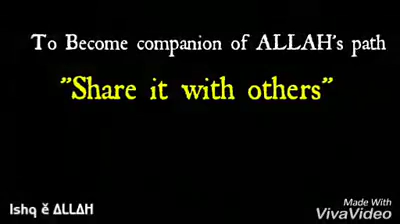 To Become companion of ALLAH's path
"Share it with others"
Ishq ĕ ALLAH
Made With
VivaVideo